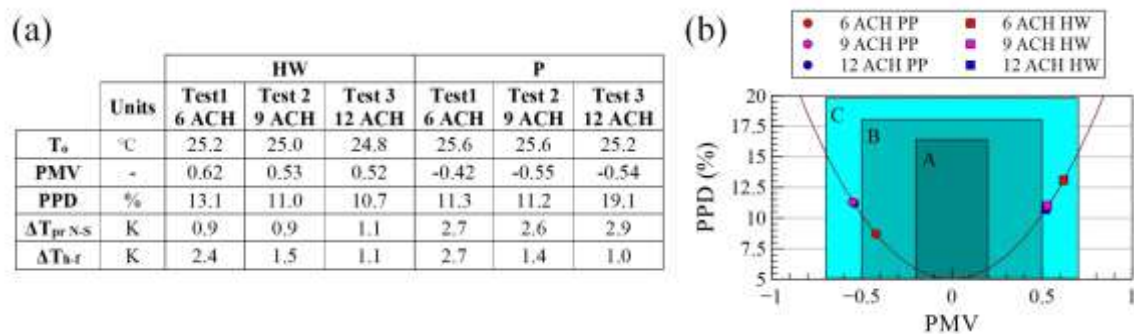 (a)
HW P
Units Test1 6 ACH Test 2 9 ACH Test 3 12 ACH Test1 6 ACH Test 2 9 ACH Test 3 12 ACH
To °C 25.2 25.0 24.8 25.6 25.6 25.2
PMV - 0.62 0.53 0.52 -0.42 -0.55 -0.54
PPD % 13.1 11.0 10.7 11.3 11.2 19.1
ΔTpr N-S K 0.9 0.9 1.1 2.7 2.6 2.9
ΔTh-f K 2.4 1.5 1.1 2.7 1.4 1.0
(b)
6 ACH PP 6 ACH HW
9 ACH PP 9 ACH HW
12 ACH PP 12 ACH HW
PPD (%)
20
17.5
15
12.5
10
7.5
5
C
B
A
−1 −0.5 0 0.5 1
PMV